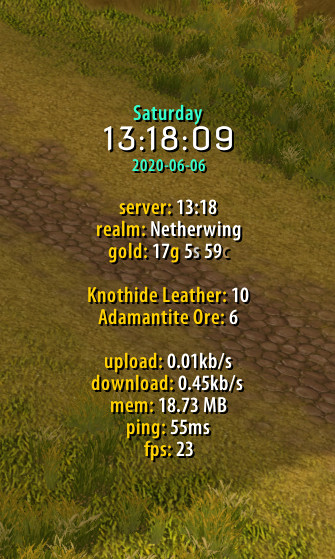 Saturday
13:18:09
2020-06-06
server: 13:18
realm: Netherwing
gold: 17g 5s 59c
Knothide Leather: 10
Adamantite Ore: 6
upload: 0.01kb/s
download: 0.45kb/s
mem: 18.73 MB
ping: 55ms
fps: 23